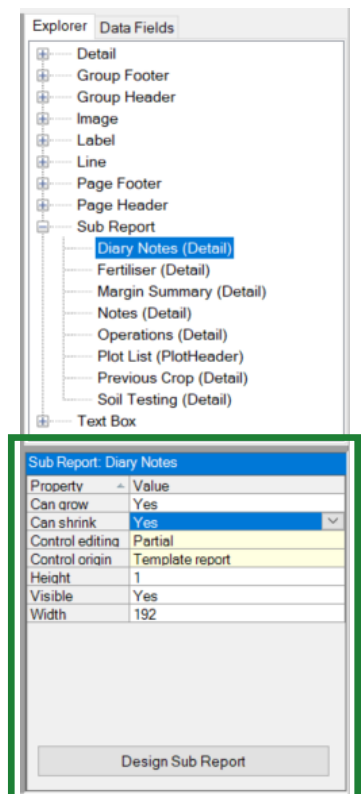 Explorer Data Fields
Detail
Group Footer
Group Header
Image
Label
Line
Page Footer
Page Header
Sub Report
Diary Notes (Detail)
Fertiliser (Detail)
Margin Summary (Detail)
Notes (Detail)
Operations (Detail)
Plot List (PlotHeader)
Previous Crop (Detail)
Soil Testing (Detail)
Text Box
Sub Report: Diary Notes
Property Value
Can grow Yes
Can shrink Yes
Control editing Partial
Control origin Template report
Height 1
Visible Yes
Width 192
Design Sub Report